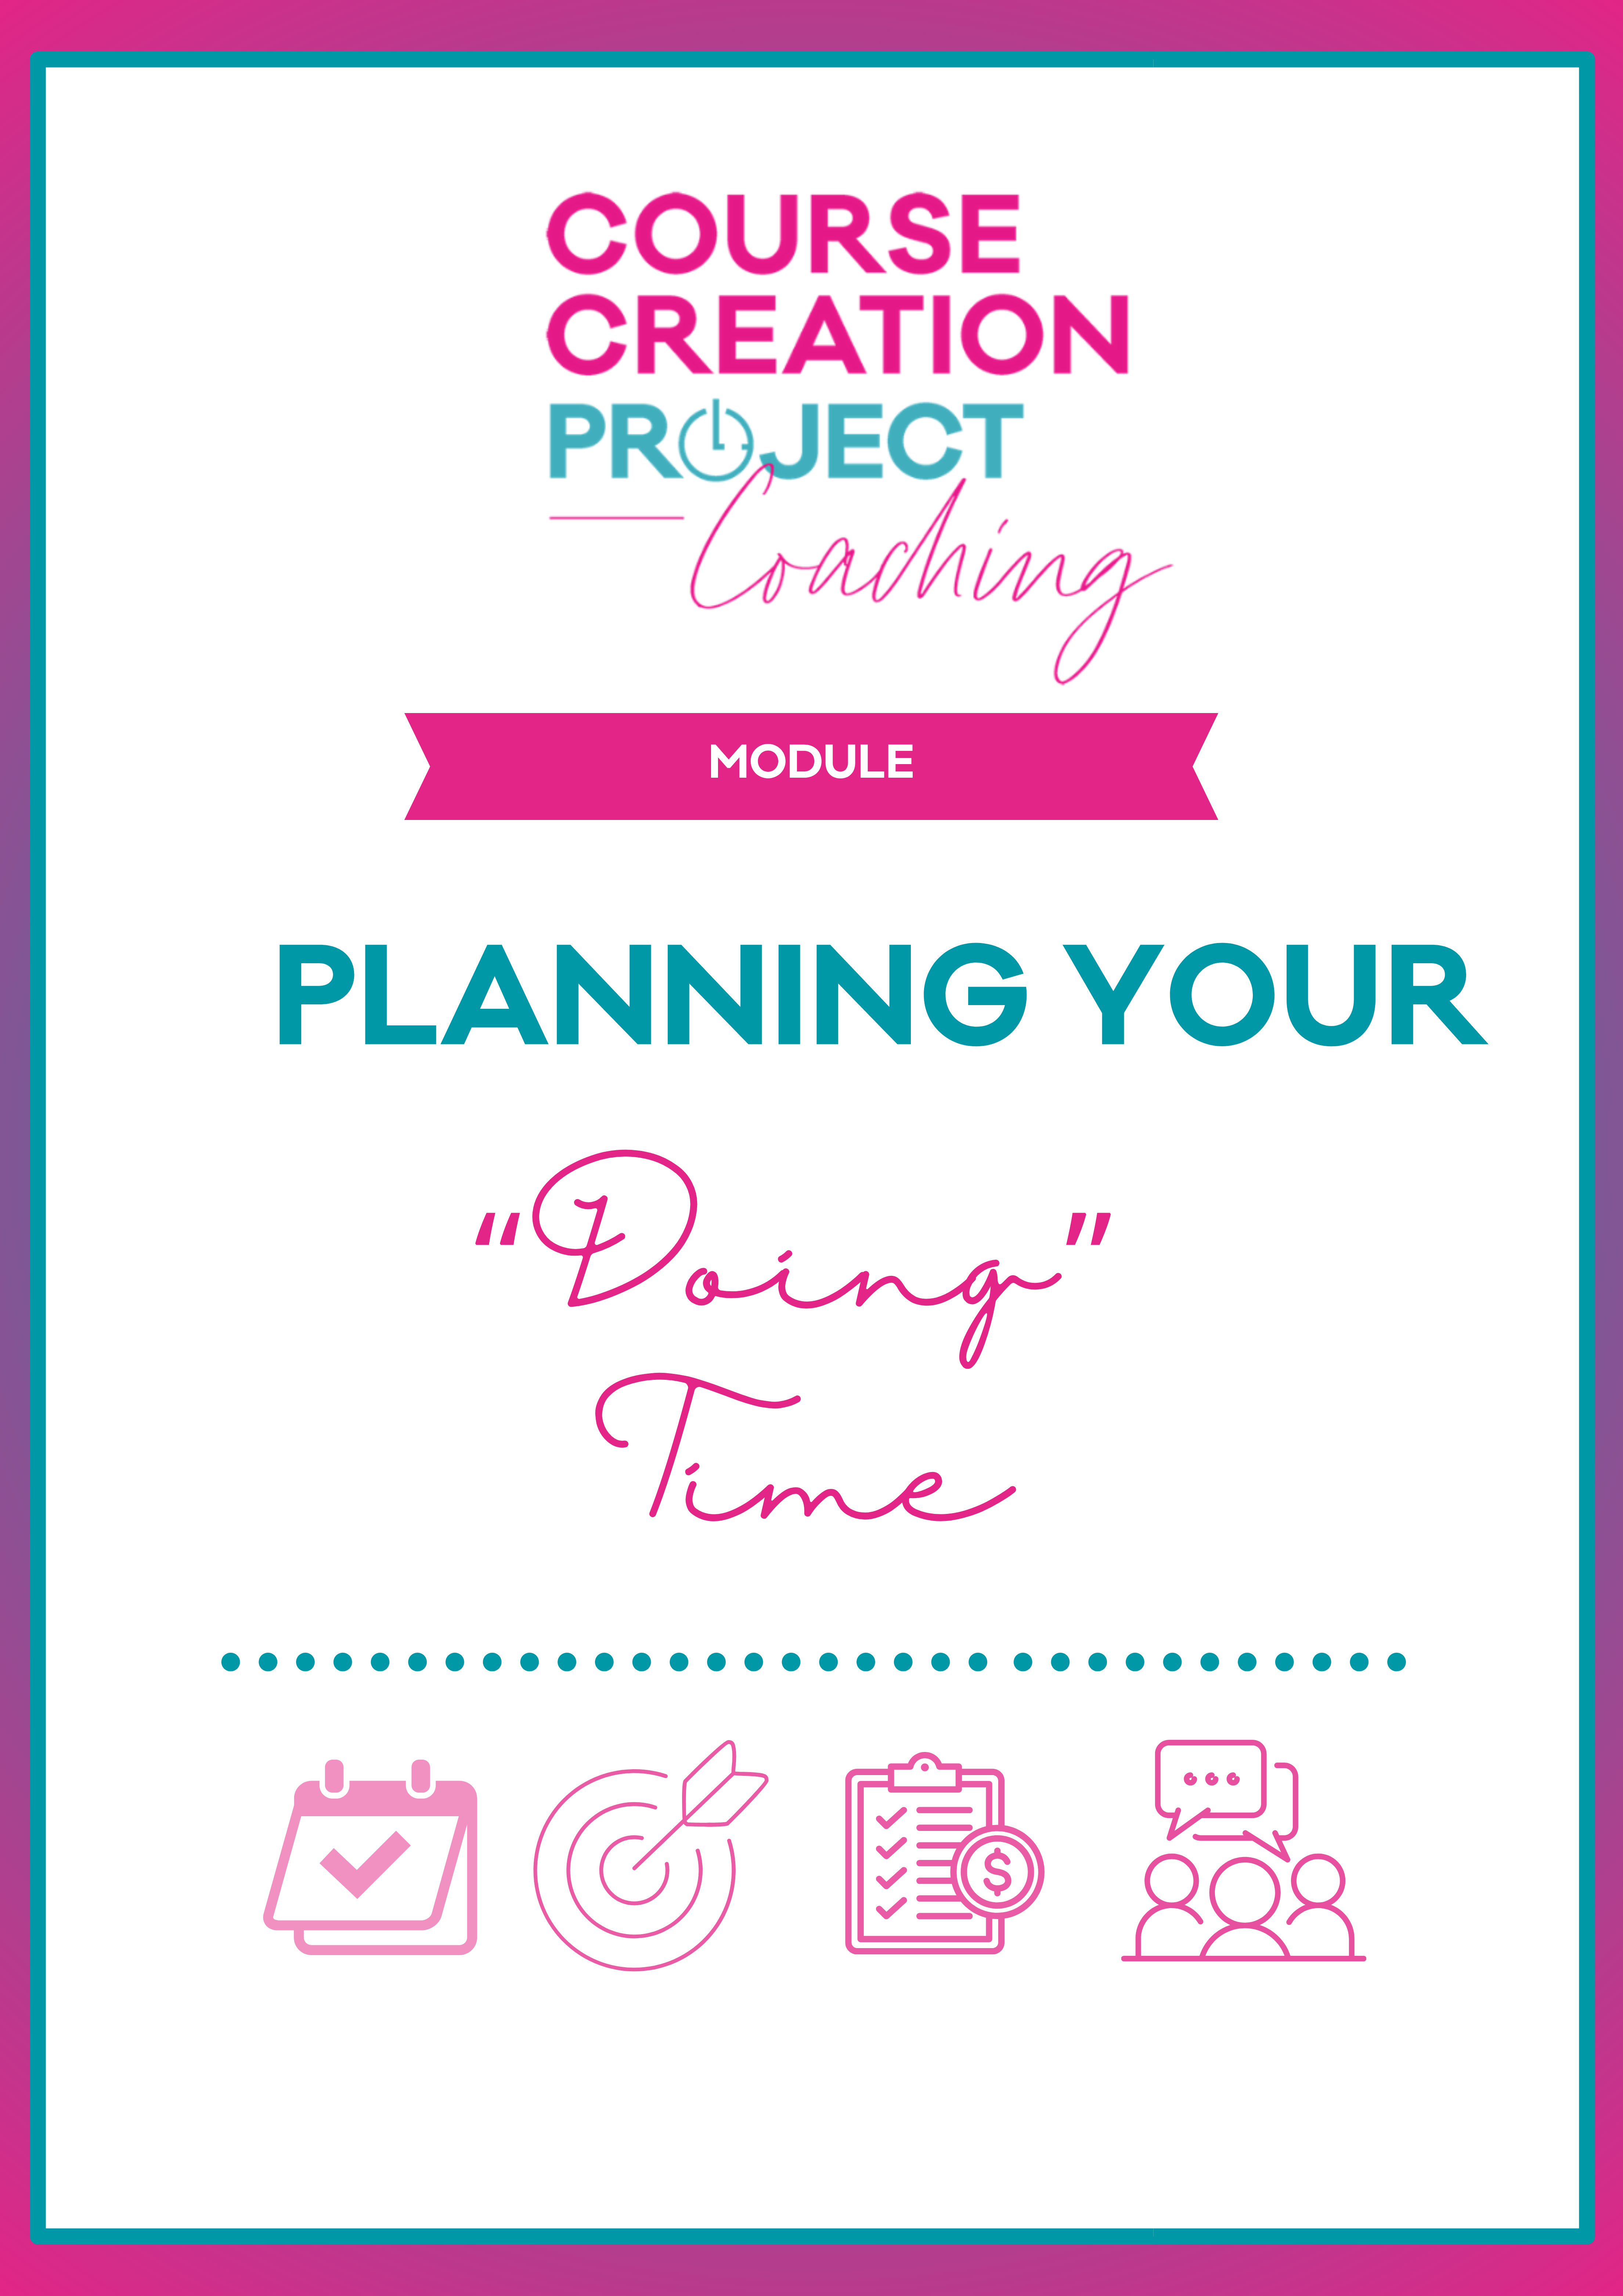 COURSE
CREATION
PROJECT
Coaching
MODULE
PLANNING YOUR
“Doing”
Time
$